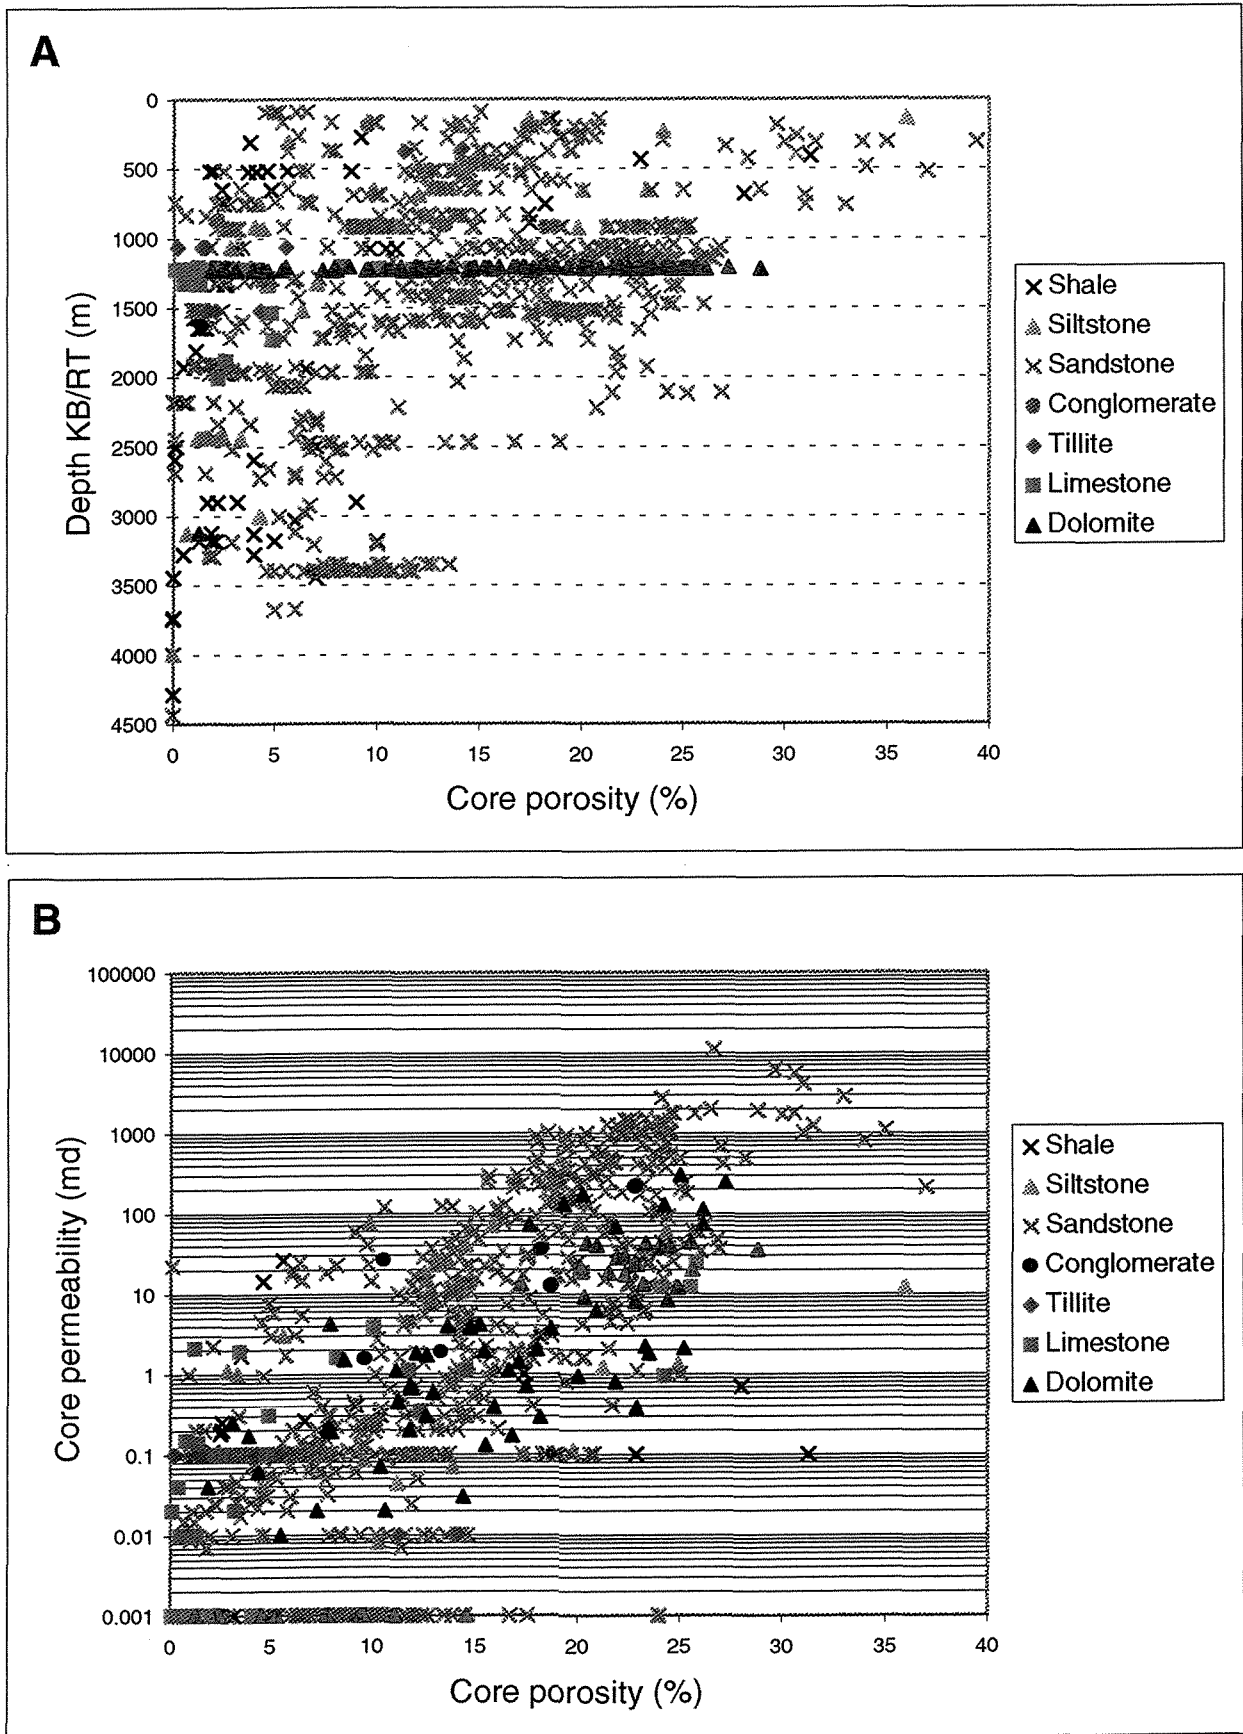 A
0
500
1000
1500
2000
2500
3000
3500
4000
4500
Depth KB/RT (m)
0 5 10 15 20 25 30 35 40
Core porosity (%)
Shale
Siltstone
Sandstone
Conglomerate
Tillite
Limestone
Dolomite
B
100000
10000
1000
100
10
1
0.1
0.01
0.001
Core permeability (md)
0 5 10 15 20 25 30 35 40
Core porosity (%)
Shale
Siltstone
Sandstone
Conglomerate
Tillite
Limestone
Dolomite